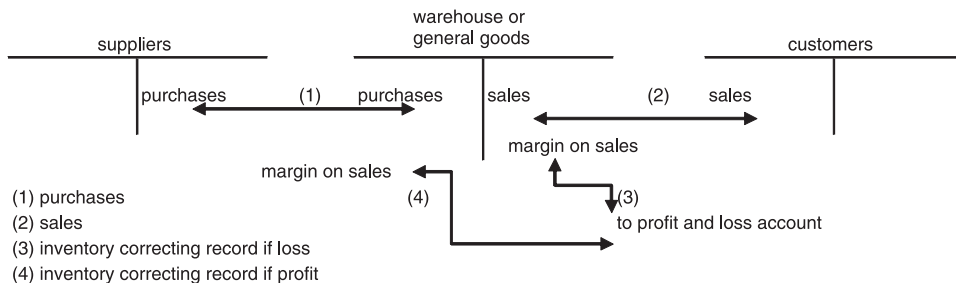 suppliers
warehouse or
general goods
customers
purchases
(1)
purchases
sales
(2)
sales
margin on sales
margin on sales
(4)
(3)
to profit and loss account
(1) purchases
(2) sales
(3) inventory correcting record if loss
(4) inventory correcting record if profit